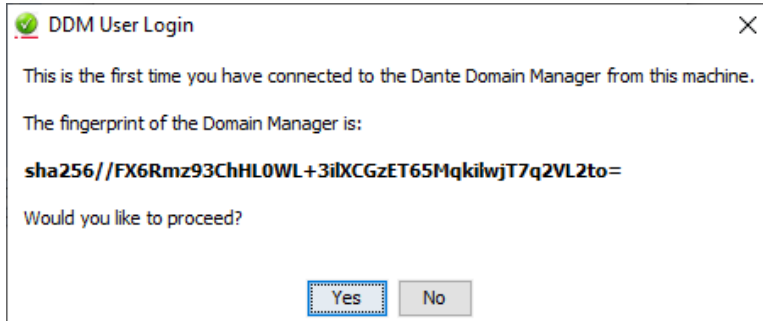 DDM User Login
This is the first time you have connected to the Dante Domain Manager from this machine.
The fingerprint of the Domain Manager is:
sha256//FX6Rmz93ChHL0WL+3ilXCGzET65MqkilwjT7q2VL2to=
Would you like to proceed?
Yes No